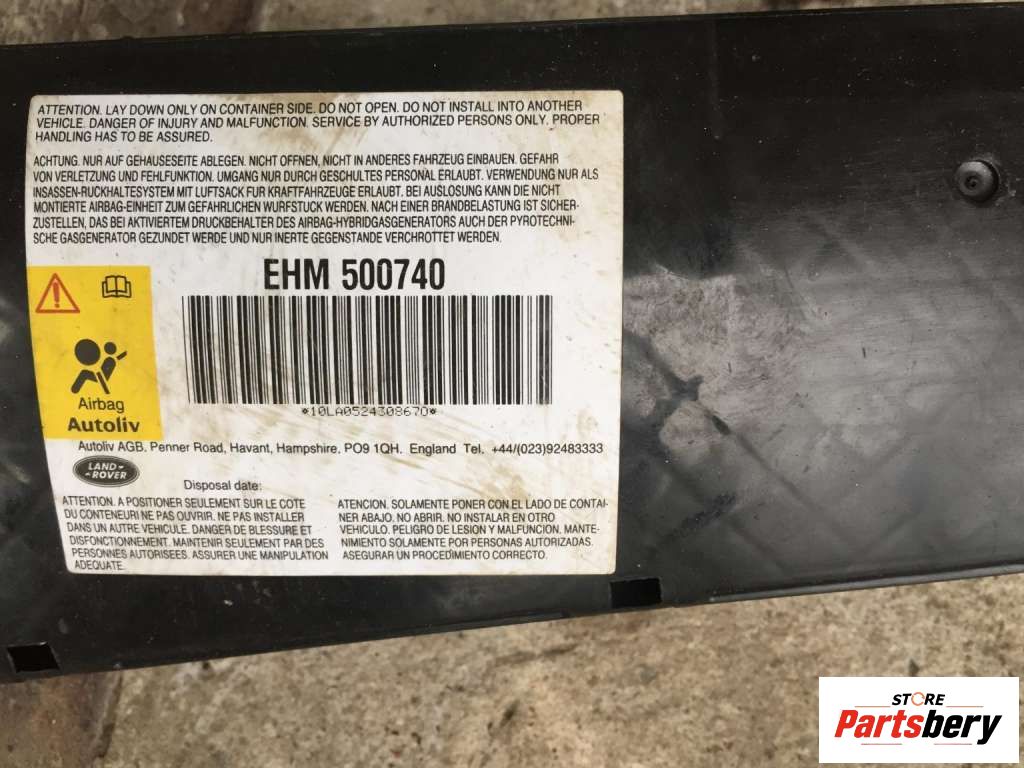 ATTENTION. LAY DOWN ONLY ON CONTAINER SIDE. DO NOT OPEN. DO NOT INSTALL INTO ANOTHER
VEHICLE. DANGER OF INJURY AND MALFUNCTION. SERVICE BY AUTHORIZED PERSONS ONLY. PROPER
HANDLING HAS TO BE ASSURED.
ACHTUNG. NUR AUF GEHAUSESEITE ABLEGEN. NICHT OFFNEN, NICHT IN ANDERES FAHRZEUG EINBAUEN. GEFAHR
VON VERLETZUNG UND FEHLFUNKTION. UMGANG NUR DURCH GESCHULTES PERSONAL ERLAUBT. VERWENDUNG NUR ALS
INSASSEN-RUCKHALTESYSTEM MIT LUFTSACK FUR KRAFTFAHRZEUGE ERLAUBT. BEI AUSLOSUNG KANN DIE NICHT
MONTIERTE AIRBAG-EINHEIT ZUM GEFAHRLICHEN WURFSTUCK WERDEN. NACH EINER BRANDBELASTUNG IST SICHER-
ZUSTELLEN, DAS BEI AKTIVIERTEM DRUCKBEHALTER DES AIRBAG-HYBRIDGASGENERATORS AUCH DER PYROTECHNI-
SCHE GASGENERATOR GEZUNDET WERDE UND NUR INERTE GEGENSTANDE VERCHROTTET WERDEN.
EHM 500740
*10LA0524308670*
Airbag
Autoliv
Autoliv AGB, Penner Road, Havant, Hampshire, PO9 1QH. England Tel. +44/(023)92483333
LAND-
-ROVER
Disposal date:
ATTENTION. A POSITIONER SEULEMENT SUR LE COTE
DU CONTENEURI NE PAS OUVRIR. NE PAS INSTALLER
DANS UN AUTRE VEHICULE. DANGER DE BLESSURE ET
DISFONCTIONNEMENT. MAINTENIR SEULEMENT PAR DES
PERSONNES AUTORISEES. ASSURER UNE MANIPULATION
ADEQUATE.
ATENCION. SOLAMENTE PONER CON EL LADO DE CONTAI-
NER ABAJO. NO ABRIR. NO INSTALAR EN OTRO
VEHICULO. PELIGRO DE LESION Y MALFUNCION. MANTE-
NIMIENTO SOLAMENTE POR PERSONAS AUTORIZADAS.
ASEGURAR UN PROCEDIMIENTO CORRECTO.
STORE
Partsbery